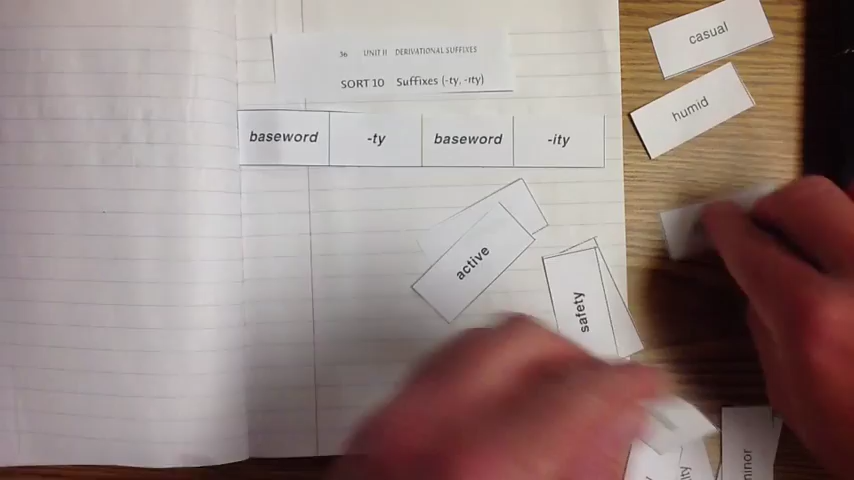 36 UNIT II DERIVATIONAL SUFFIXES
SORT 10 Suffixes (-ty, -ity)
baseword -ty baseword -ity
casual
humid
active
safety
minor